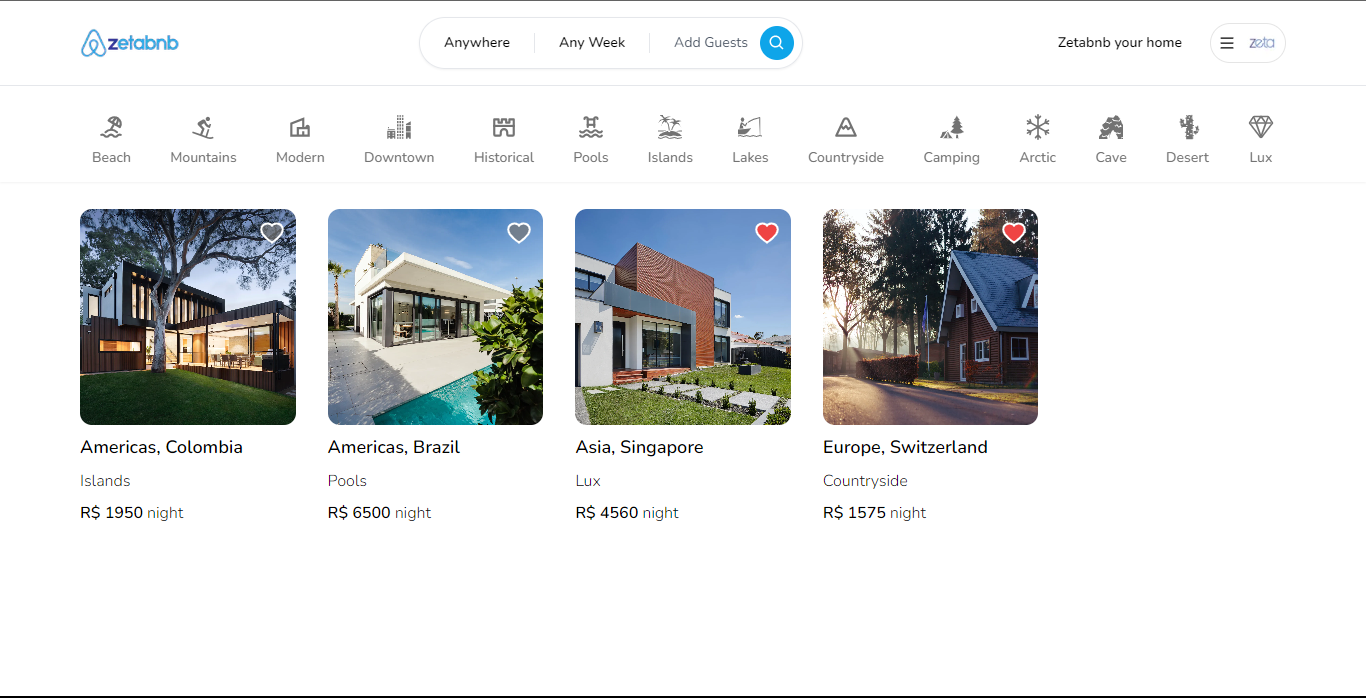 zetabnb
Anywhere
Any Week
Add Guests
Zetabnb your home
zeta
Beach
Mountains
Modern
Downtown
Historical
Pools
Islands
Lakes
Countryside
Camping
Arctic
Cave
Desert
Lux
Americas, Colombia
Islands
R$ 1950 night
Americas, Brazil
Pools
R$ 6500 night
Asia, Singapore
Lux
R$ 4560 night
Europe, Switzerland
Countryside
R$ 1575 night